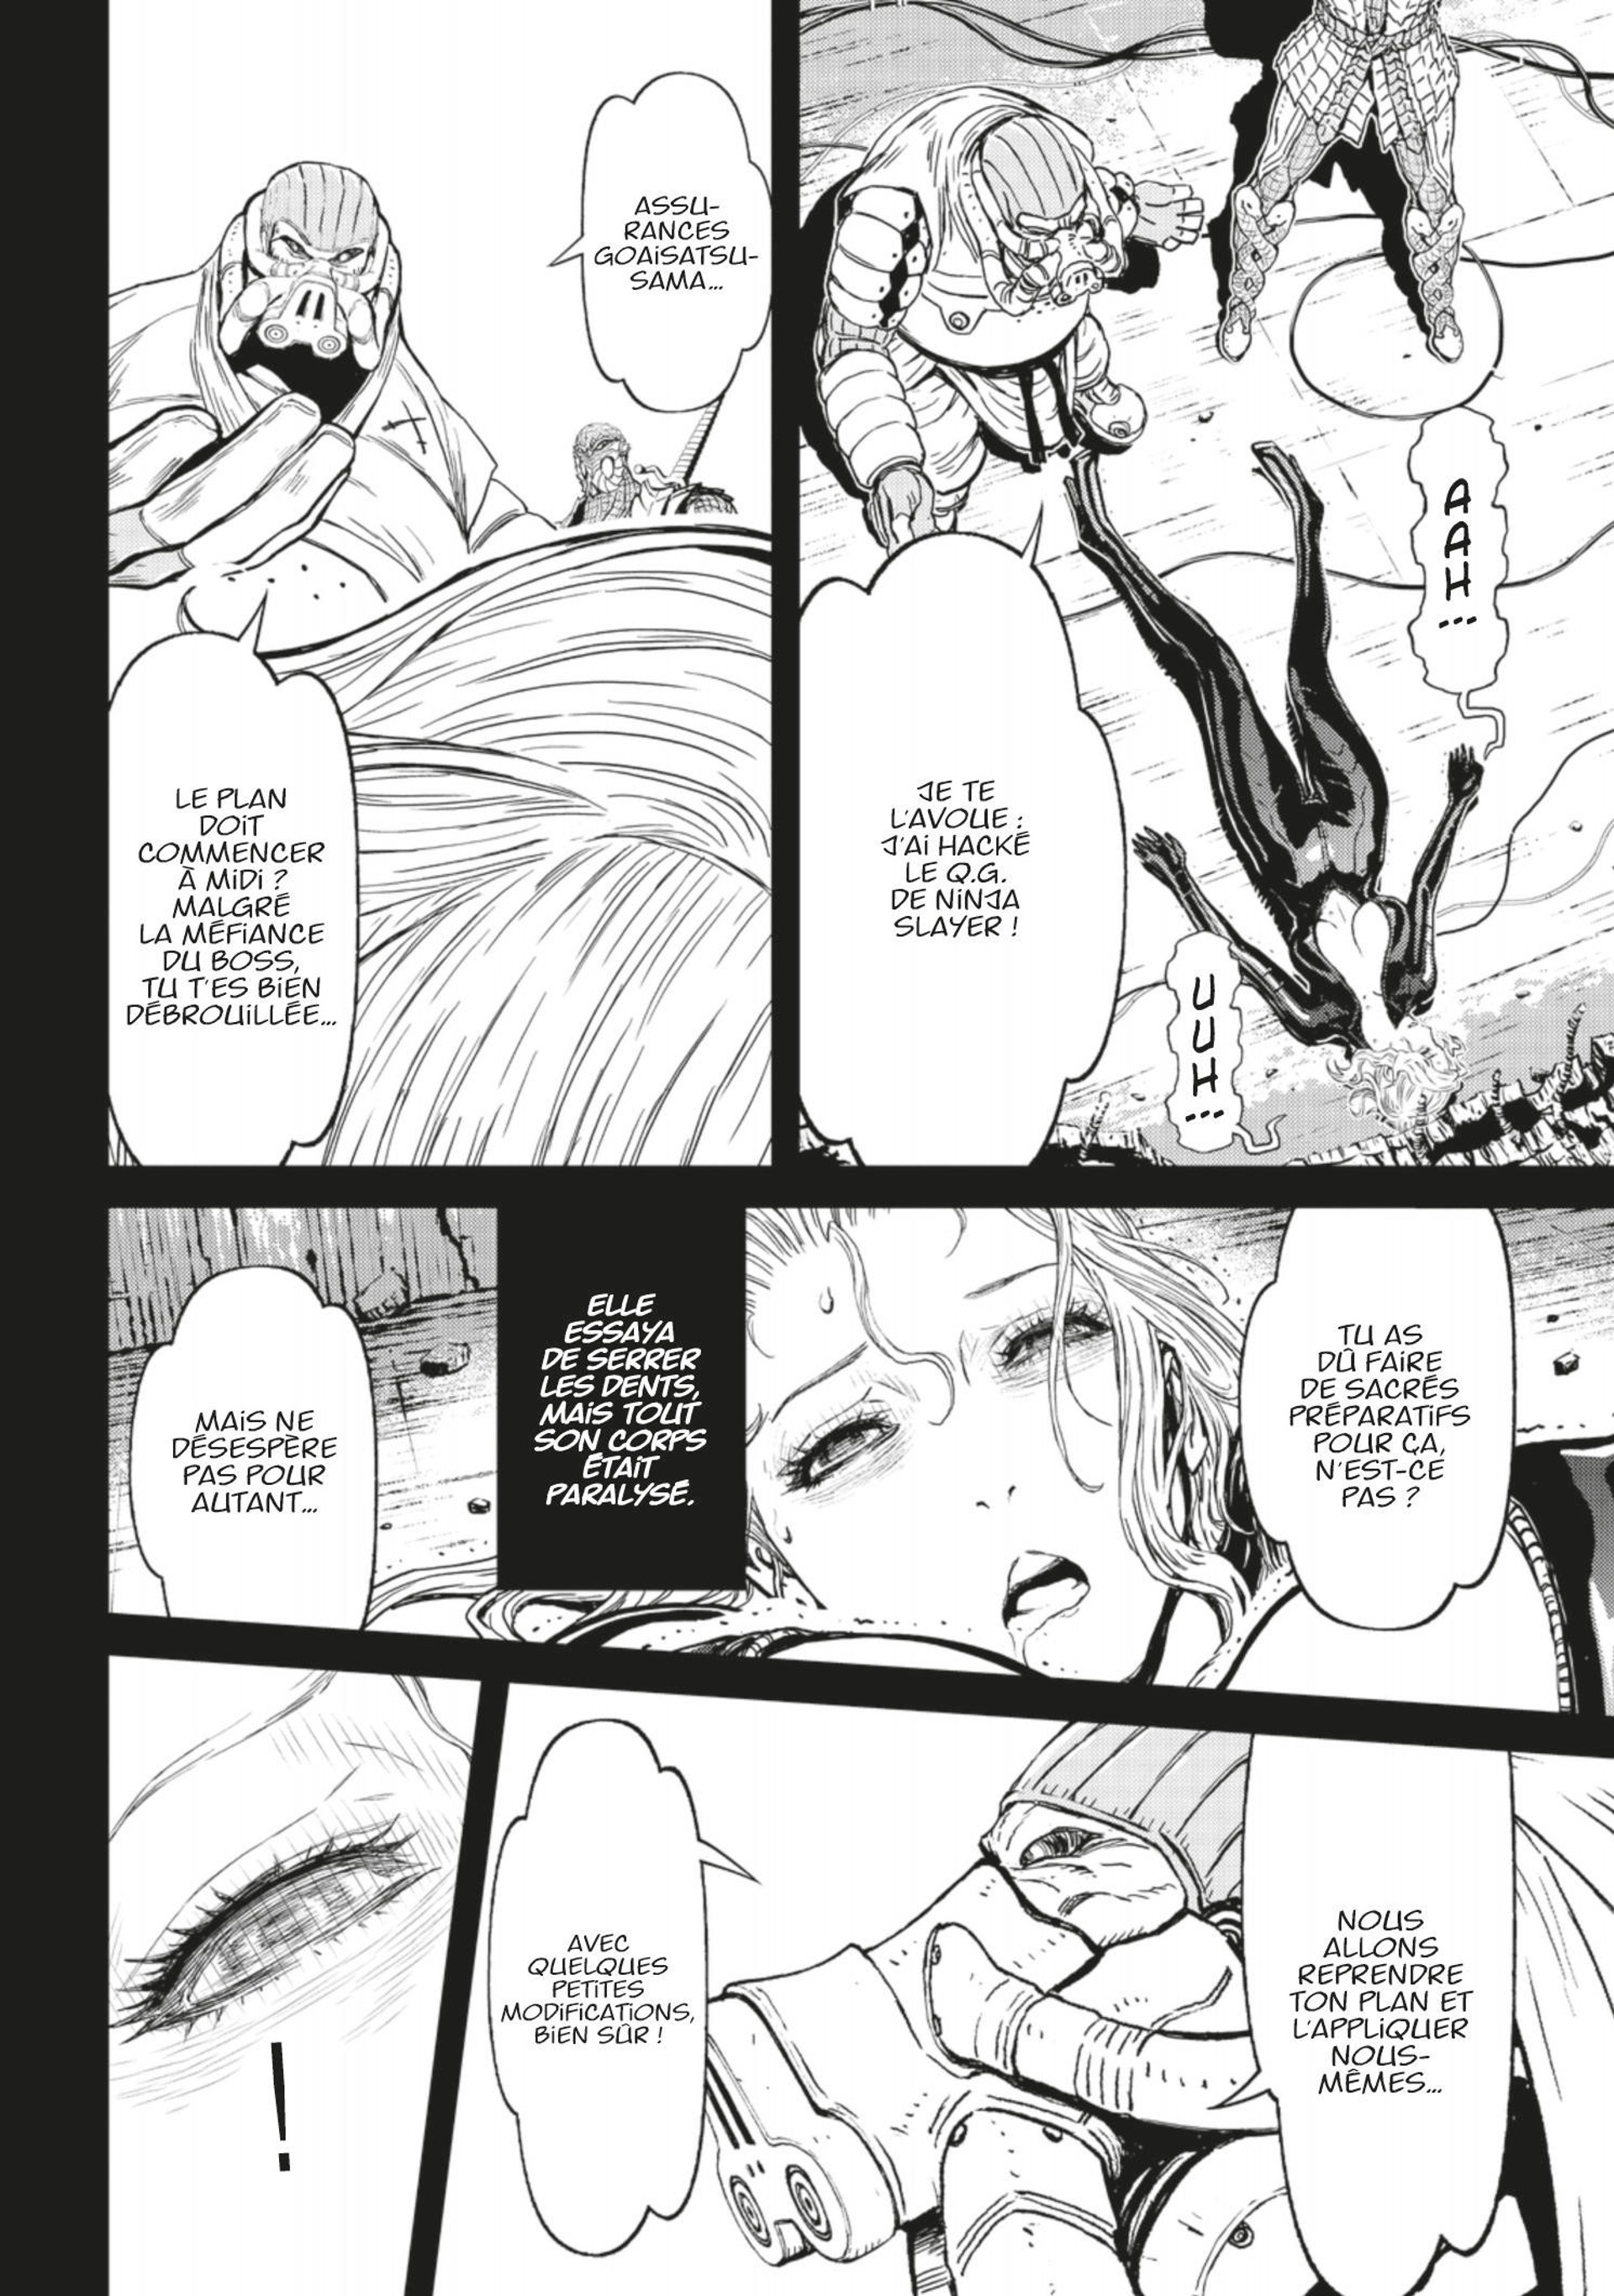 AAH...
JE TE
L'AVOUE :
J'AI HACKÉ
LE Q.G.
DE NINJA
SLAYER !
UUH...
ASSU-
RANCES
GOAISATSU-
SAMA...
LE PLAN
DOIT
COMMENCER
À MIDI ?
MALGRÉ
LA MÉFIANCE
DU BOSS,
TU T'ES BIEN
DÉBROUILLÉE...
TU AS
DÛ FAIRE
DE SACRÉS
PRÉPARATIFS
POUR ÇA,
N'EST-CE
PAS ?
ELLE
ESSAYA
DE SERRER
LES DENTS,
MAIS TOUT
SON CORPS
ÉTAIT
PARALYSÉ.
MAIS NE
DÉSESPÈRE
PAS POUR
AUTANT...
NOUS
ALLONS
REPRENDRE
TON PLAN ET
L'APPLIQUER
NOUS-
MÊMES...
AVEC
QUELQUES
PETITES
MODIFICATIONS,
BIEN SÛR !
!